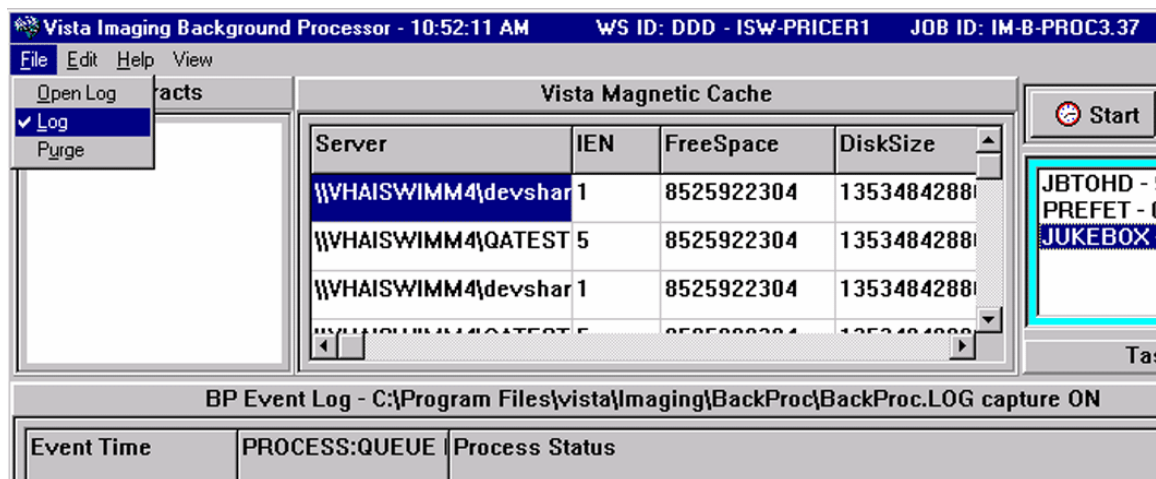 Vista Imaging Background Processor - 10:52:11 AM WS ID: DDD - ISW-PRICER1 JOB ID: IM-B-PROC3.37
File Edit Help View
Open Log
Log
Purge
racts
Vista Magnetic Cache
Server IEN FreeSpace DiskSize
\\VHAISWIMM4\devshar 1 8525922304 1353484288
\\VHAISWIMM4\QATEST 5 8525922304 1353484288
\\VHAISWIMM4\devshar 1 8525922304 1353484288
Start
JBTOHD -
PREFET -
JUKEBOX
Tas
BP Event Log - C:\Program Files\vista\Imaging\BackProc\BackProc.LOG capture ON
Event Time PROCESS:QUEUE Process Status